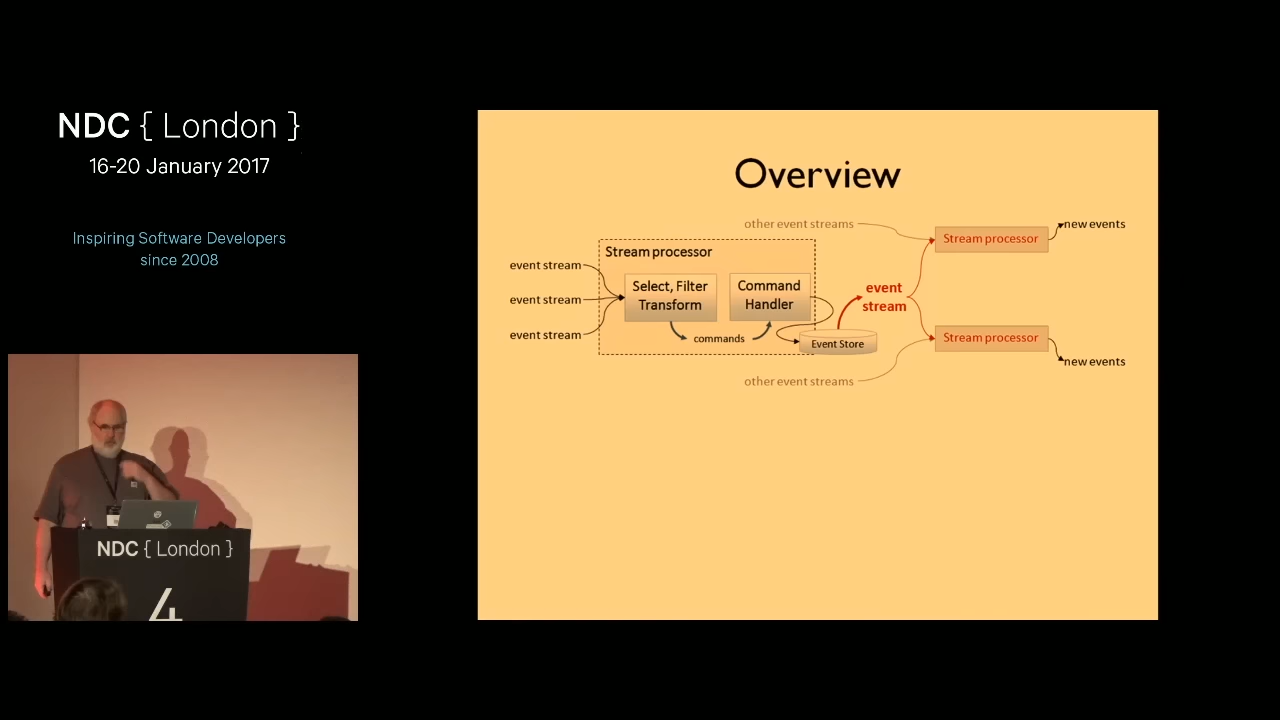 NDC { London }
16-20 January 2017
Inspiring Software Developers
since 2008
NDC { London }
4
Overview
other event streams
Stream processor
new events
Stream processor
event stream
event stream
event stream
Select, Filter
Transform
Command
Handler
commands
Event Store
event
stream
Stream processor
new events
other event streams